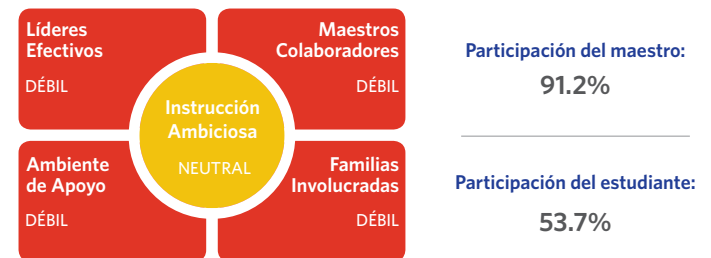 Líderes
Efectivos
DÉBIL
Maestros
Colaboradores
DÉBIL
Instrucción
Ambiciosa
NEUTRAL
Ambiente
de Apoyo
DÉBIL
Familias
Involucradas
DÉBIL
Participación del maestro:
91.2%
Participación del estudiante:
53.7%